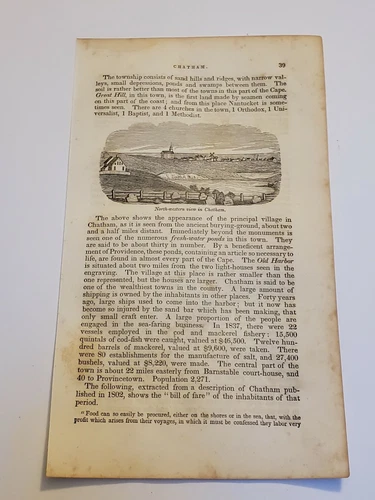 CHATHAM. 39
The township consists of sand hills and ridges, with narrow val-
leys, small depressions, ponds and swamps between them. The
soil is rather better than most of the towns in this part of the Cape.
Great Hill, in this town, is the first land made by seamen coming
on this part of the coast; and from this place Nantucket is some-
times seen. There are 4 churches in the town, 1 Orthodox, 1 Uni-
versalist, 1 Baptist, and 1 Methodist.
North-western view in Chatham.
The above shows the appearance of the principal village in
Chatham, as it is seen from the ancient burying-ground, about two
and a half miles distant. Immediately beyond the monuments is
seen one of the numerous fresh-water ponds in this town. They
are said to be about thirty in number. By a beneficent arrange-
ment of Providence, these ponds, containing an article so necessary to
life, are found in almost every part of the Cape. The Old Harbor
is situated about two miles from the two light-houses seen in the
engraving. The village at this place is rather smaller than the
one represented, but the houses are larger. Chatham is said to be
one of the wealthiest towns in the county. A large amount of
shipping is owned by the inhabitants in other places. Forty years
ago, large ships used to come into the harbor; but it now has
become so injured by the sand bar which has been making, that
only small craft enter. A large proportion of the people are
engaged in the sea-faring business. In 1837, there were 22
vessels employed in the cod and mackerel fishery: 15,500
quintals of cod-fish were caught, valued at $46,500. Twelve hun-
dred barrels of mackerel, valued at $9,600, were taken. There
were 80 establishments for the manufacture of salt, and 27,400
bushels, valued at $8,220, were made. The central part of the
town is about 22 miles easterly from Barnstable court-house, and
40 to Provincetown. Population 2,271.
The following, extracted from a description of Chatham pub-
lished in 1802, shows the "bill of fare" of the inhabitants of that
period.
"Food can so easily be procured, either on the shores or in the sea, that, with the
profit which arises from their voyages, in which it must be confessed they labor very